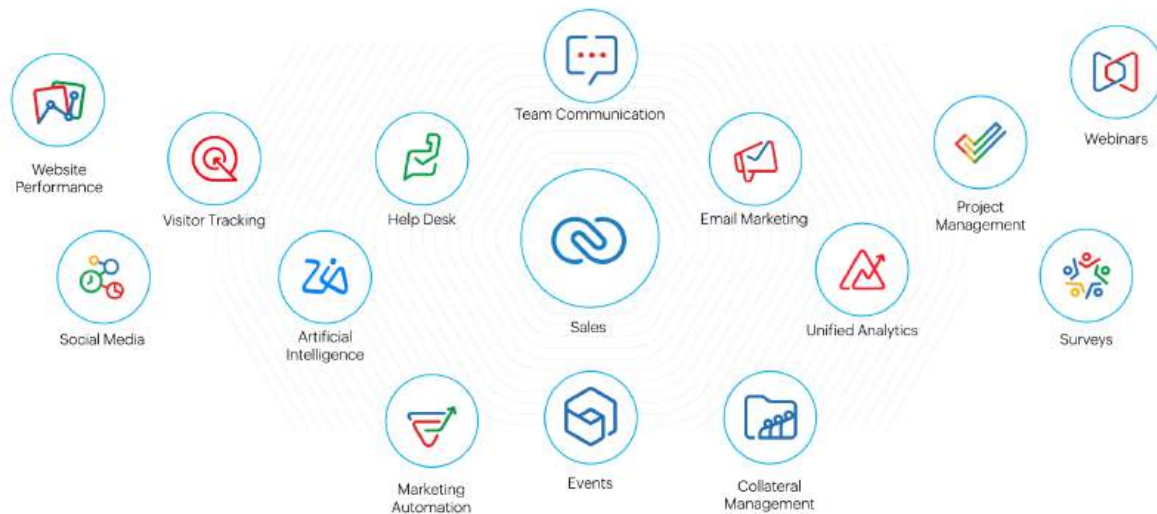 Team Communication
Webinars
Website
Performance
Visitor Tracking
Help Desk
Email Marketing
Project
Management
Social Media
Artificial
Intelligence
Sales
Unified Analytics
Surveys
Marketing
Automation
Events
Collateral
Management